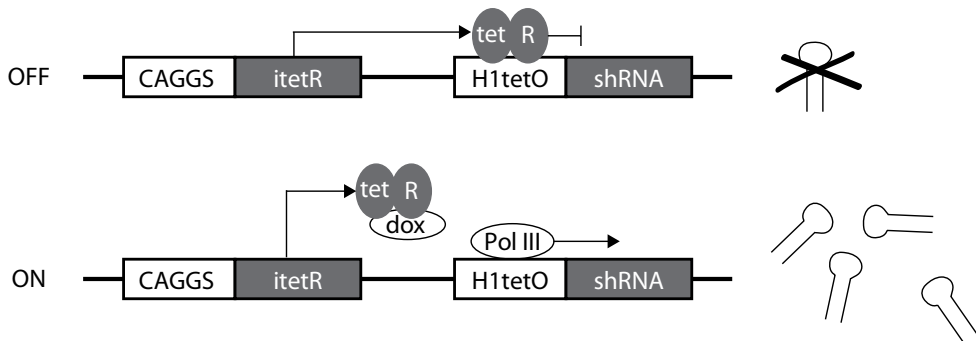 tet R
OFF CAGGS itetR H1tetO shRNA
tet R
dox Pol III
ON CAGGS itetR H1tetO shRNA